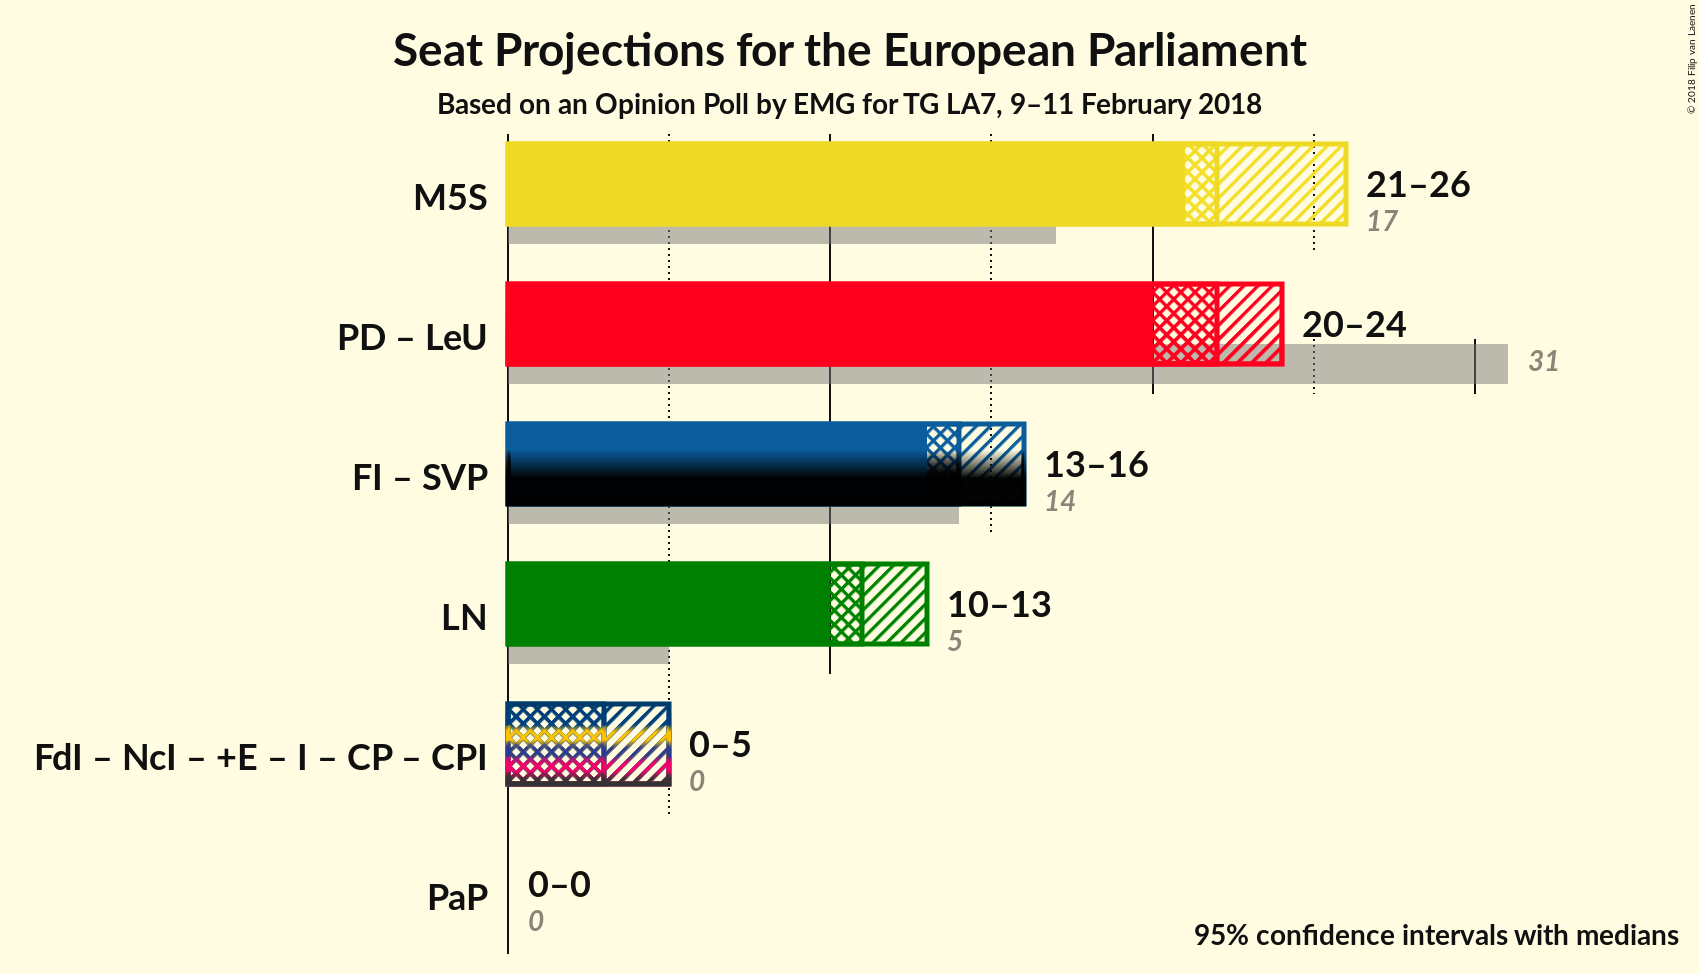 Seat Projections for the European Parliament
Based on an Opinion Poll by EMG for TG LA7, 9–11 February 2018
© 2018 Filip van Laenen
M5S
21–26
17
PD – LeU
20–24
31
FI – SVP
13–16
14
LN
10–13
5
FdI – NcI – +E – I – CP – CPI
0–5
0
PaP
0–0
0
95% confidence intervals with medians